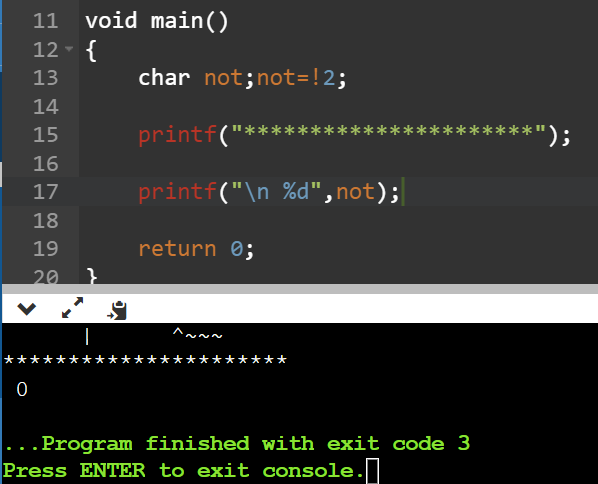 11 void main()
12 {
13 char not;not=!2;
14
15 printf("**********************");
16
17 printf("\n %d",not);
18
19 return 0;
20 }
| ^~~~
**********************
0
...Program finished with exit code 3
Press ENTER to exit console.